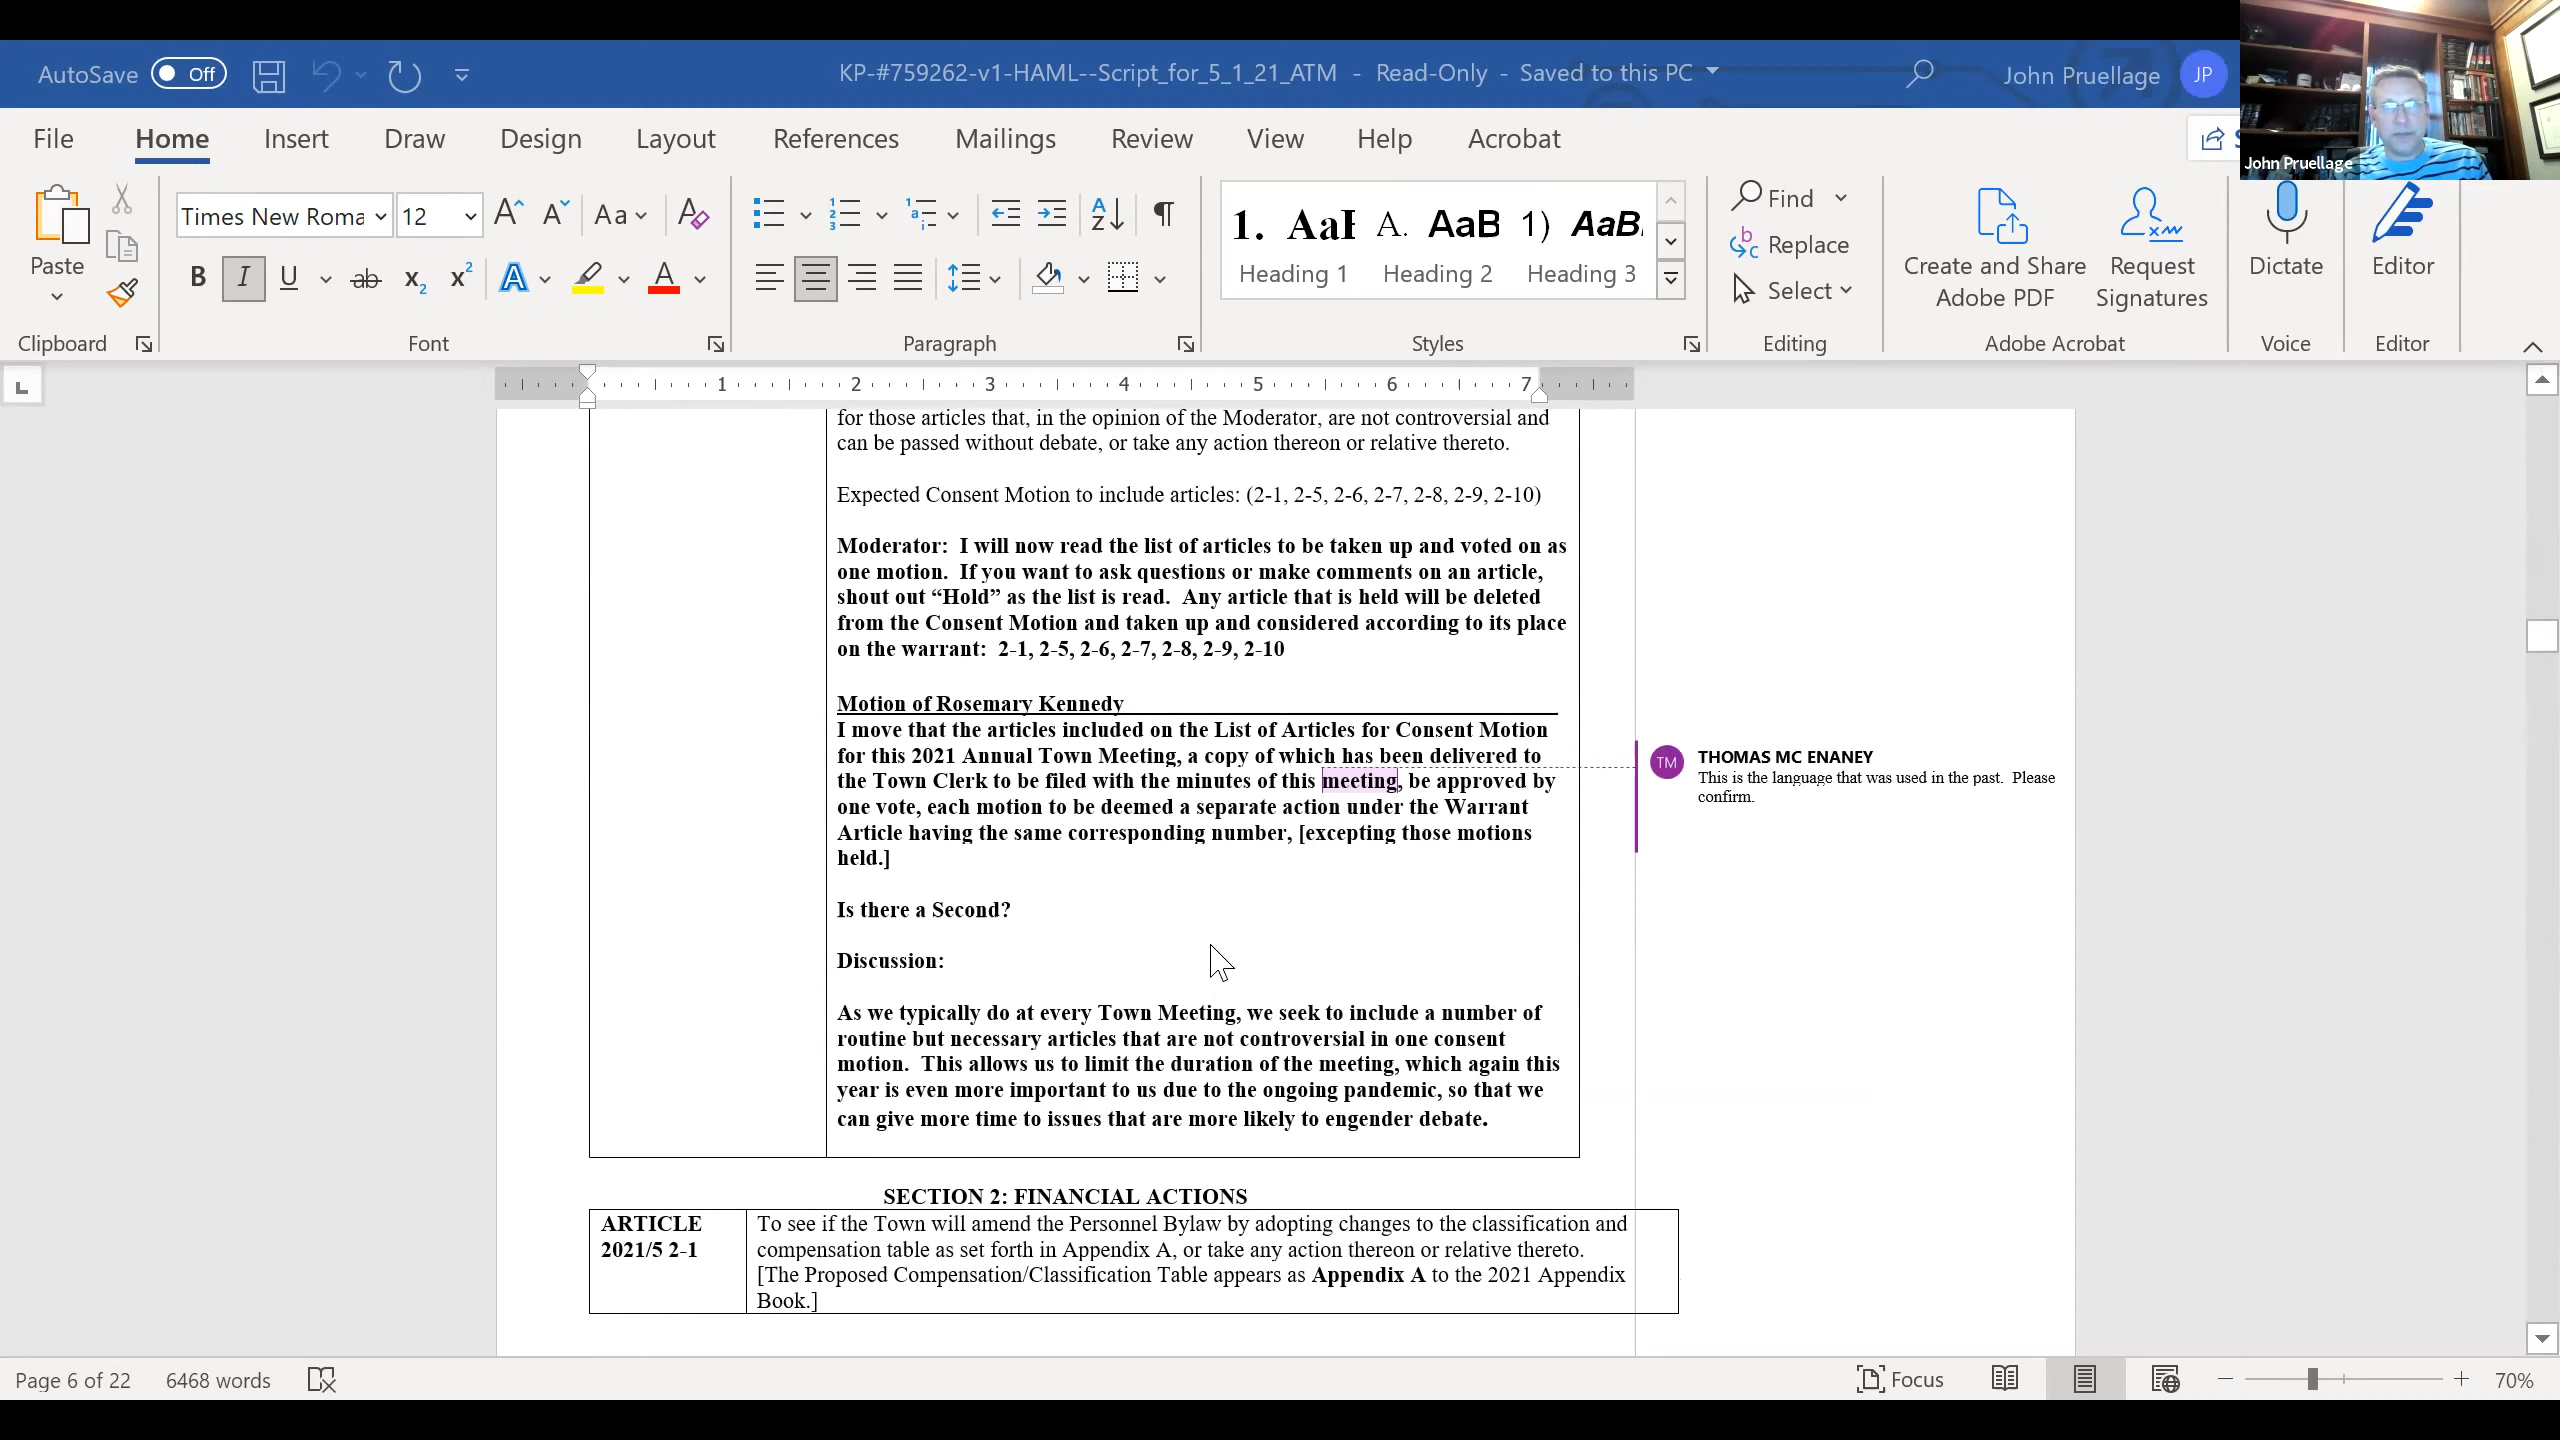 AutoSave Off KP-#759262-v1-HAML--Script_for_5_1_21_ATM - Read-Only - Saved to this PC John Pruellage JP
File Home Insert Draw Design Layout References Mailings Review View Help Acrobat
John Pruellage
Paste
Times New Roma 12
1. AaB A. AaB 1) AaB
Heading 1 Heading 2 Heading 3
Find
Replace
Select
Create and Share
Adobe PDF
Request
Signatures
Dictate
Editor
Clipboard Font Paragraph Styles Editing Adobe Acrobat Voice Editor
1 2 3 4 5 6 7
for those articles that, in the opinion of the Moderator, are not controversial and
can be passed without debate, or take any action thereon or relative thereto.
Expected Consent Motion to include articles: (2-1, 2-5, 2-6, 2-7, 2-8, 2-9, 2-10)
Moderator:  I will now read the list of articles to be taken up and voted on as
one motion.  If you want to ask questions or make comments on an article,
shout out “Hold” as the list is read.  Any article that is held will be deleted
from the Consent Motion and taken up and considered according to its place
on the warrant:  2-1, 2-5, 2-6, 2-7, 2-8, 2-9, 2-10
Motion of Rosemary Kennedy
I move that the articles included on the List of Articles for Consent Motion
for this 2021 Annual Town Meeting, a copy of which has been delivered to
the Town Clerk to be filed with the minutes of this meeting, be approved by
one vote, each motion to be deemed a separate action under the Warrant
Article having the same corresponding number, [excepting those motions
held.]
TM THOMAS MC ENANEY
This is the language that was used in the past.  Please
confirm.
Is there a Second?
Discussion:
As we typically do at every Town Meeting, we seek to include a number of
routine but necessary articles that are not controversial in one consent
motion.  This allows us to limit the duration of the meeting, which again this
year is even more important to us due to the ongoing pandemic, so that we
can give more time to issues that are more likely to engender debate.
SECTION 2: FINANCIAL ACTIONS
ARTICLE
2021/5 2-1
To see if the Town will amend the Personnel Bylaw by adopting changes to the classification and
compensation table as set forth in Appendix A, or take any action thereon or relative thereto.
[The Proposed Compensation/Classification Table appears as Appendix A to the 2021 Appendix
Book.]
Page 6 of 22 6468 words Focus 70%